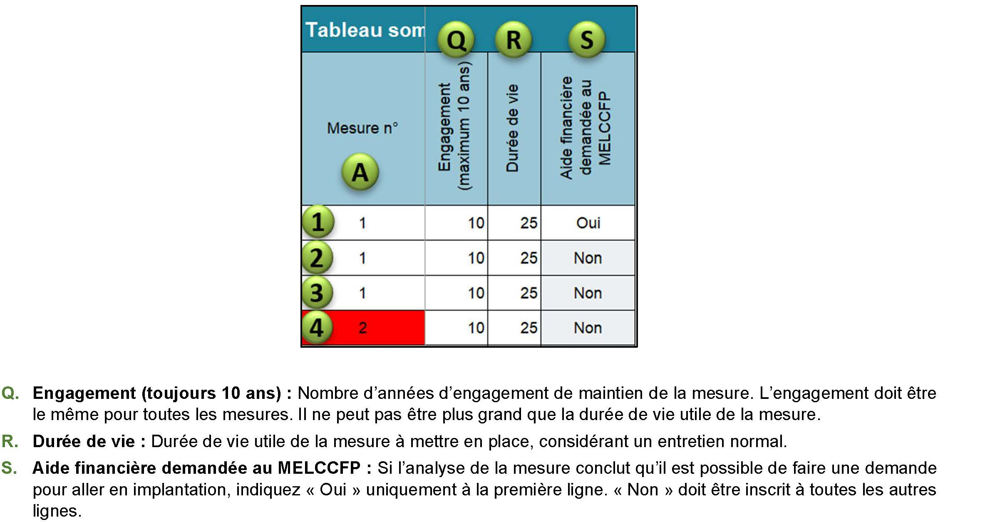 Tableau som
Q
R
S
Mesure n°
A
Engagement
(maximum 10 ans)
Durée de vie
Aide financière
demandée au
MELCCFP
1 1 10 25 Oui
2 1 10 25 Non
3 1 10 25 Non
4 2 10 25 Non
Q. Engagement (toujours 10 ans) : Nombre d’années d’engagement de maintien de la mesure. L’engagement doit être
le même pour toutes les mesures. Il ne peut pas être plus grand que la durée de vie utile de la mesure.
R. Durée de vie : Durée de vie utile de la mesure à mettre en place, considérant un entretien normal.
S. Aide financière demandée au MELCCFP : Si l’analyse de la mesure conclut qu’il est possible de faire une demande
pour aller en implantation, indiquez « Oui » uniquement à la première ligne. « Non » doit être inscrit à toutes les autres
lignes.